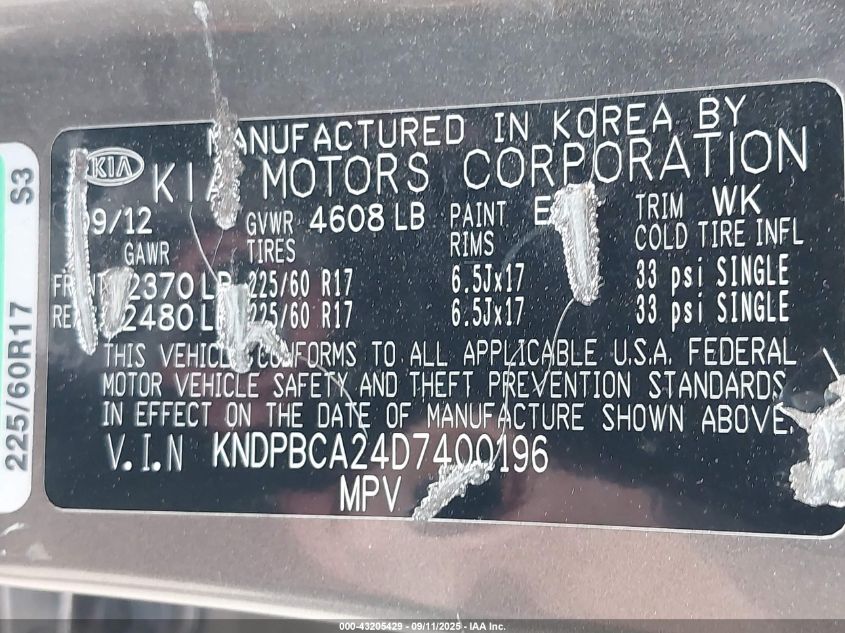 MANUFACTURED IN KOREA BY
KIA
KIA MOTORS CORPORATION
09/12 GVWR 4608 LB PAINT TRIM WK
GAWR TIRES RIMS COLD TIRE INFL
FRONT 2370 LB 225/60 R17 6.5Jx17 33 psi SINGLE
2480 LB 225/60 R17 6.5Jx17 33 psi SINGLE
THIS VEHICLE CONFORMS TO ALL APPLICABLE U.S.A. FEDERAL
MOTOR VEHICLE SAFETY AND THEFT PREVENTION STANDARDS
IN EFFECT ON THE DATE OF MANUFACTURE SHOWN ABOVE.
V.I.N KNDPBCA24D7400196
MPV
S3
225/60R17
000-43205429 - 09/11/2025 - IAA Inc.